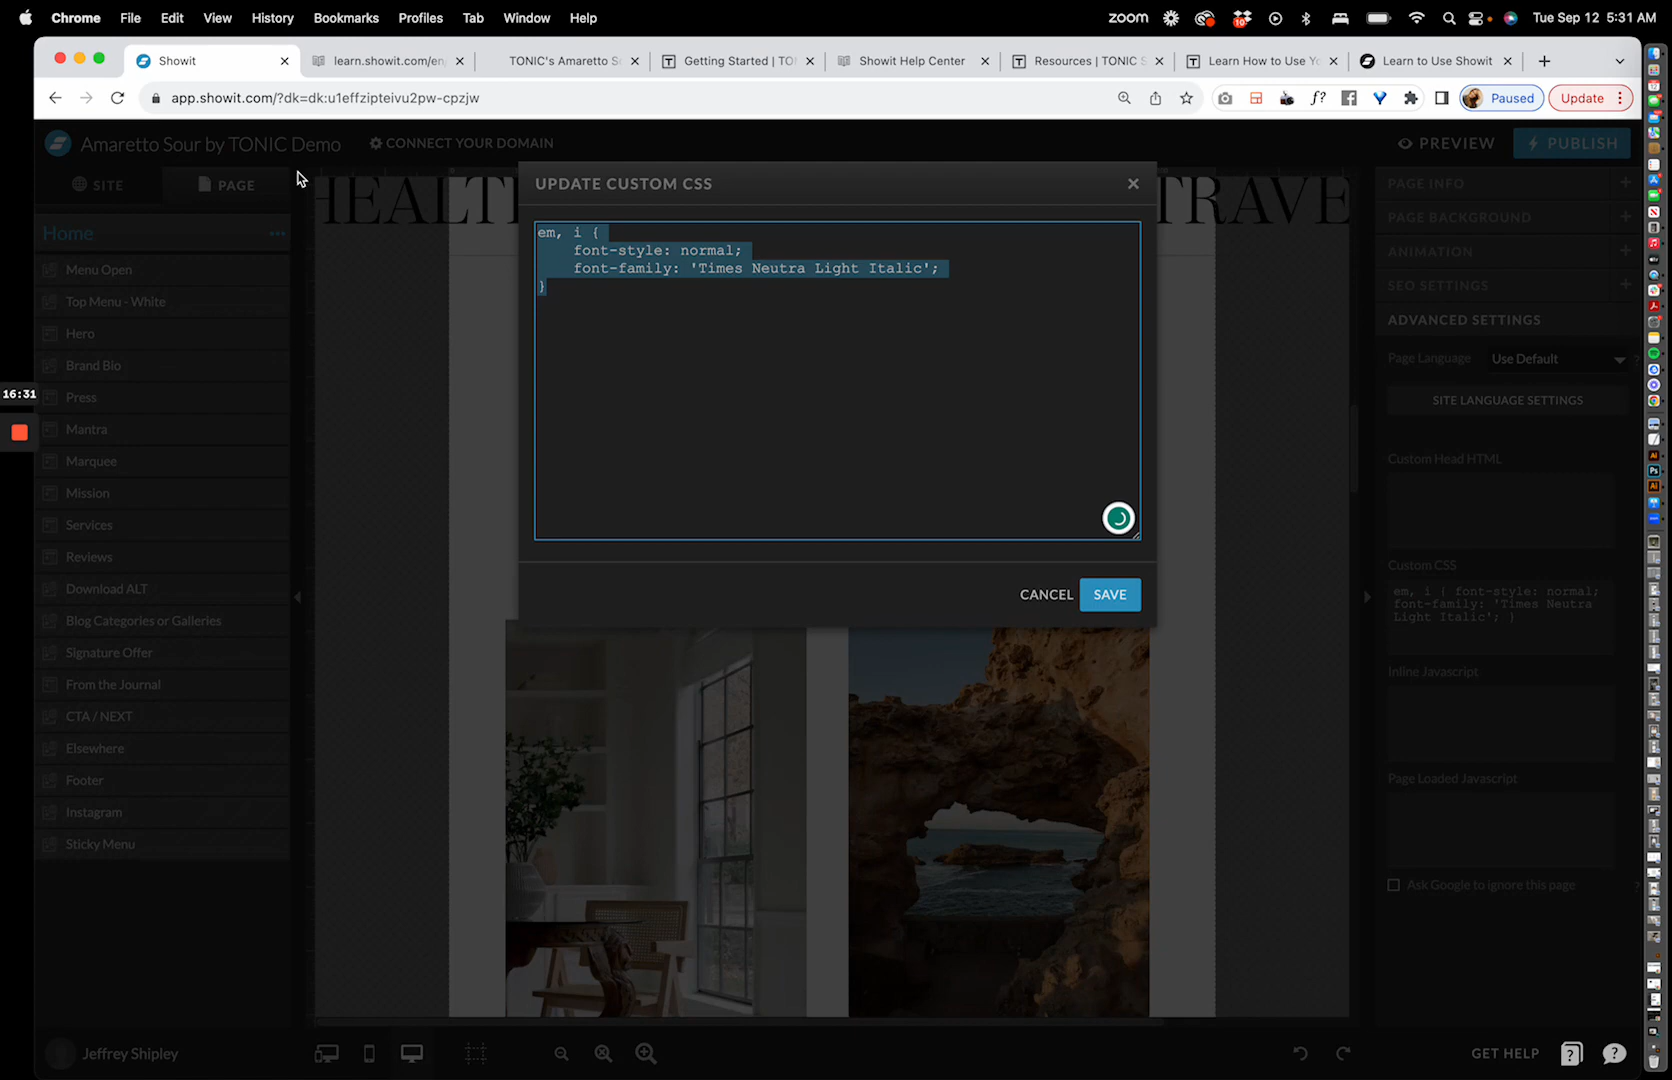 Chrome File Edit View History Bookmarks Profiles Tab Window Help
zoom 10 Tue Sep 12 5:31 AM
Showit
learn.showit.com/en
TONIC's Amaretto S
Getting Started | TO
Showit Help Center
Resources | TONIC S
Learn How to Use Yo
Learn to Use Showit
app.showit.com/?dk=dk:u1effzipteivu2pw-cpzjw
f?
Paused
Update
Amaretto Sour by TONIC Demo
CONNECT YOUR DOMAIN
PREVIEW
PUBLISH
SITE
PAGE
HEALT
TRAVE
Home
Menu Open
Top Menu - White
Hero
Brand Bio
Press
Mantra
Marquee
Mission
Services
Reviews
Download ALT
Blog Categories or Galleries
Signature Offer
From the Journal
CTA / NEXT
Elsewhere
Footer
Instagram
Sticky Menu
16:31
UPDATE CUSTOM CSS
em, i {
font-style: normal;
font-family: 'Times Neutra Light Italic';
}
CANCEL
SAVE
PAGE INFO
PAGE BACKGROUND
ANIMATION
SEO SETTINGS
ADVANCED SETTINGS
Page Language Use Default ?
SITE LANGUAGE SETTINGS
Custom Head HTML
Custom CSS
em, i { font-style: normal;
font-family: 'Times Neutra
Light Italic'; }
Inline Javascript
Page Loaded Javascript
Ask Google to ignore this page ?
Jeffrey Shipley
GET HELP ? ?